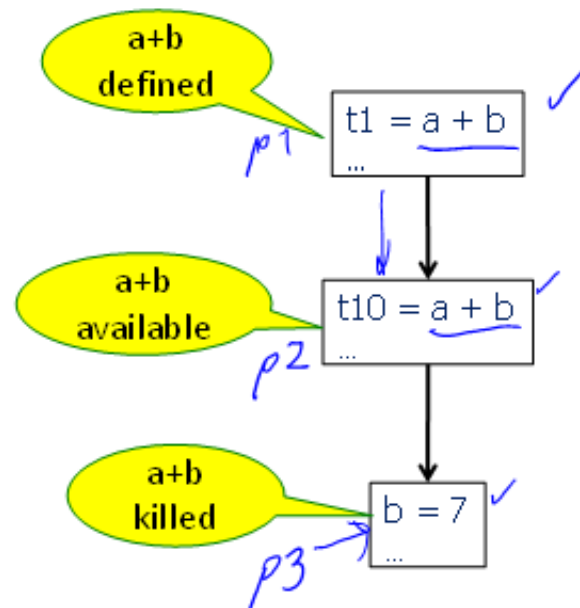 a+b
defined
p1
t1 = a + b
...
a+b
available
p2
t10 = a + b
...
a+b
killed
p3
b = 7
...